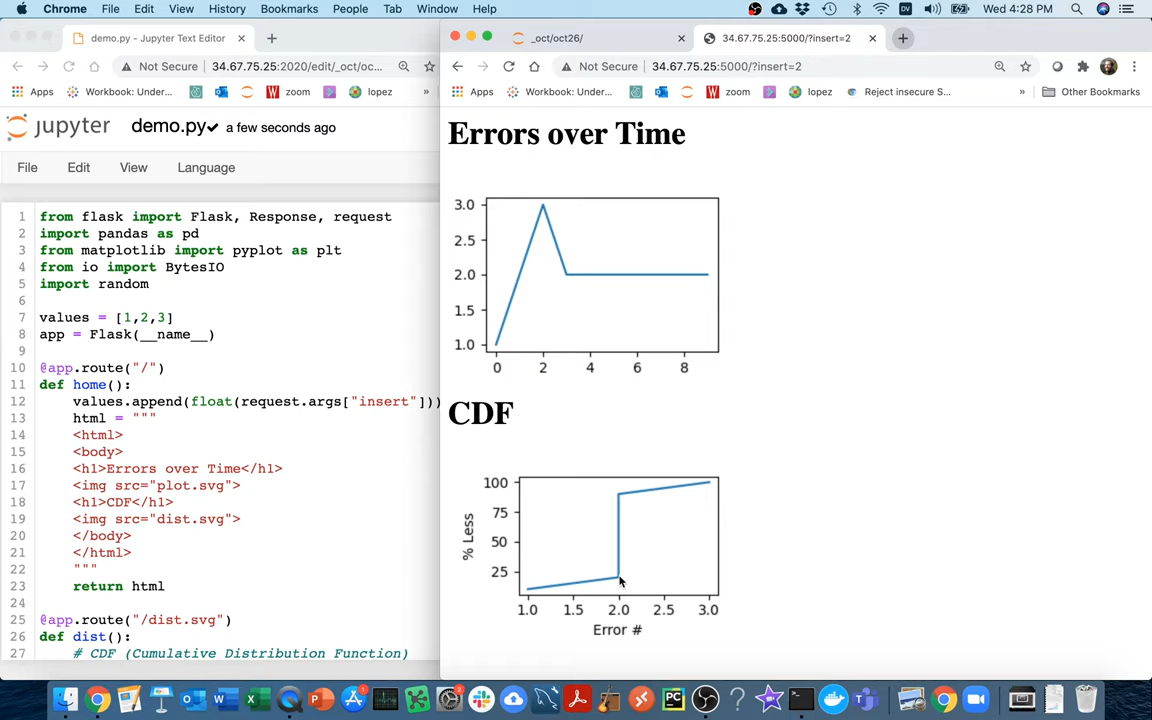 Chrome File Edit View History Bookmarks People Tab Window Help Wed 4:28 PM
demo.py - Jupyter Text Editor
Not Secure 34.67.75.25:2020/edit/_oct/oc...
Apps Workbook: Under... zoom lopez »
jupyter demo.py a few seconds ago
File Edit View Language
1 from flask import Flask, Response, request
2 import pandas as pd
3 from matplotlib import pyplot as plt
4 from io import BytesIO
5 import random
6
7 values = [1,2,3]
8 app = Flask(__name__)
9
10 @app.route("/")
11 def home():
12 values.append(float(request.args["insert"]))
13 html = """
14 <html>
15 <body>
16 <h1>Errors over Time</h1>
17 <img src="plot.svg">
18 <h1>CDF</h1>
19 <img src="dist.svg">
20 </body>
21 </html>
22 """
23 return html
24
25 @app.route("/dist.svg")
26 def dist():
27 # CDF (Cumulative Distribution Function)
_oct/oct26/
34.67.75.25:5000/?insert=2
Not Secure 34.67.75.25:5000/?insert=2
Apps Workbook: Under... zoom lopez Reject insecure S... » Other Bookmarks
Errors over Time
3.0
2.5
2.0
1.5
1.0
0 2 4 6 8
CDF
100
75
50
25
% Less
1.0 1.5 2.0 2.5 3.0
Error #